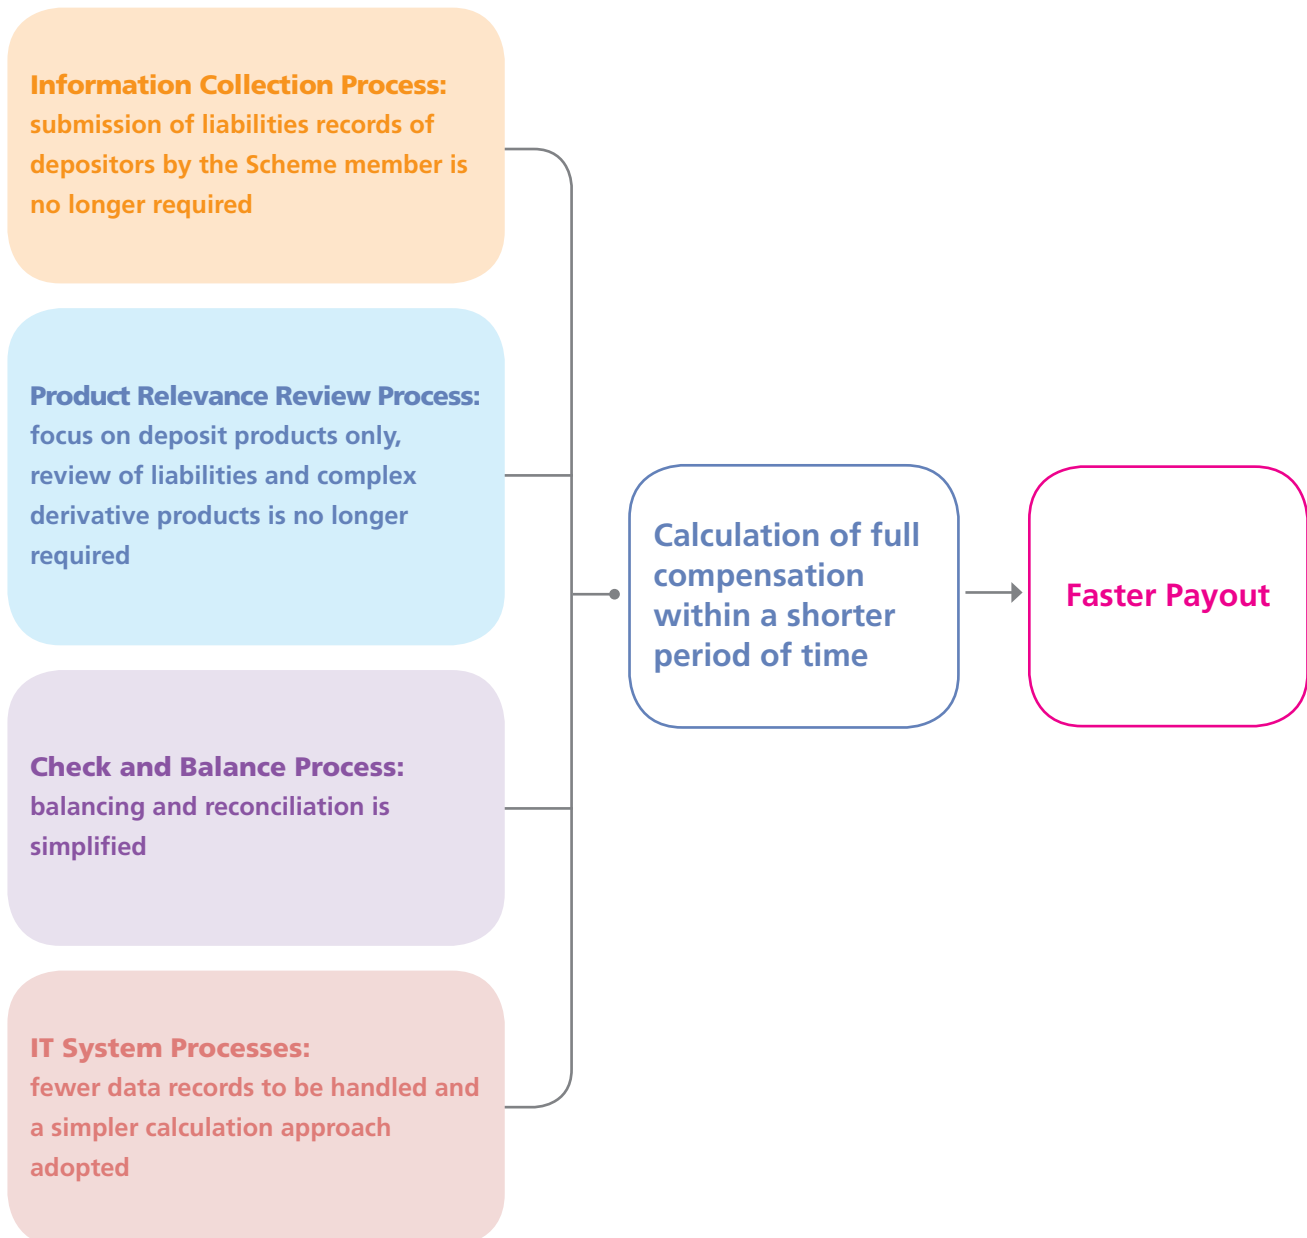 Information Collection Process:
submission of liabilities records of
depositors by the Scheme member is
no longer required
Product Relevance Review Process:
focus on deposit products only,
review of liabilities and complex
derivative products is no longer
required
Check and Balance Process:
balancing and reconciliation is
simplified
IT System Processes:
fewer data records to be handled and
a simpler calculation approach
adopted
Calculation of full
compensation
within a shorter
period of time
Faster Payout